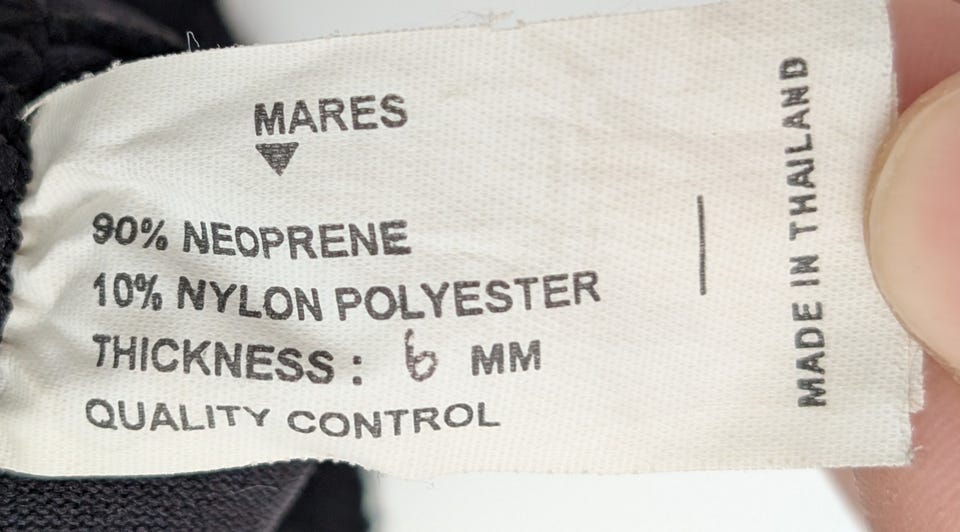 MARES
90% NEOPRENE
10% NYLON POLYESTER
THICKNESS : 6 MM
QUALITY CONTROL
MADE IN THAILAND